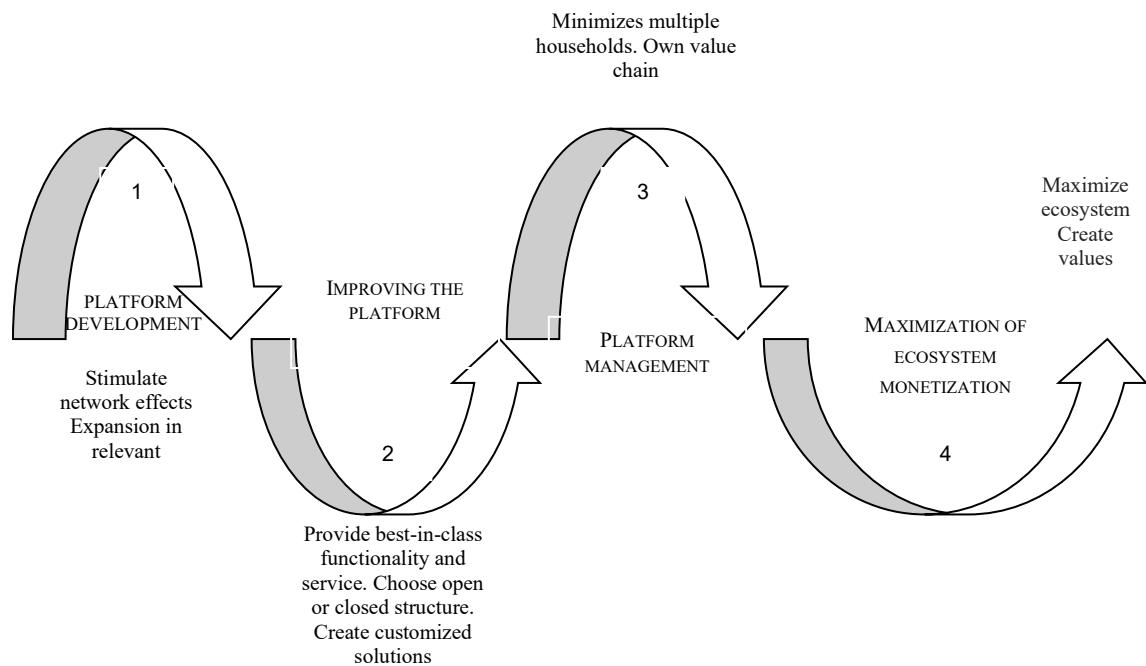 1
PLATFORM
DEVELOPMENT
Stimulate
network effects
Expansion in
relevant
IMPROVING THE
PLATFORM
2
Provide best-in-class
functionality and
service. Choose open
or closed structure.
Create customized
solutions
Minimizes multiple
households. Own value
chain
3
PLATFORM
MANAGEMENT
MAXIMIZATION OF
ECOSYSTEM
MONETIZATION
4
Maximize
ecosystem
Create
values